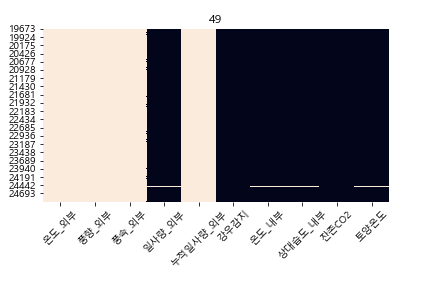 49
19673
19924
20175
20426
20677
20928
21179
21430
21681
21932
22183
22434
22685
22936
23187
23438
23689
23940
24191
24442
24693
온도_외부
풍향_외부
풍속_외부
일사량_외부
누적일사량_외부
강우감지
온도_내부
상대습도_내부
잔존CO2
토양온도